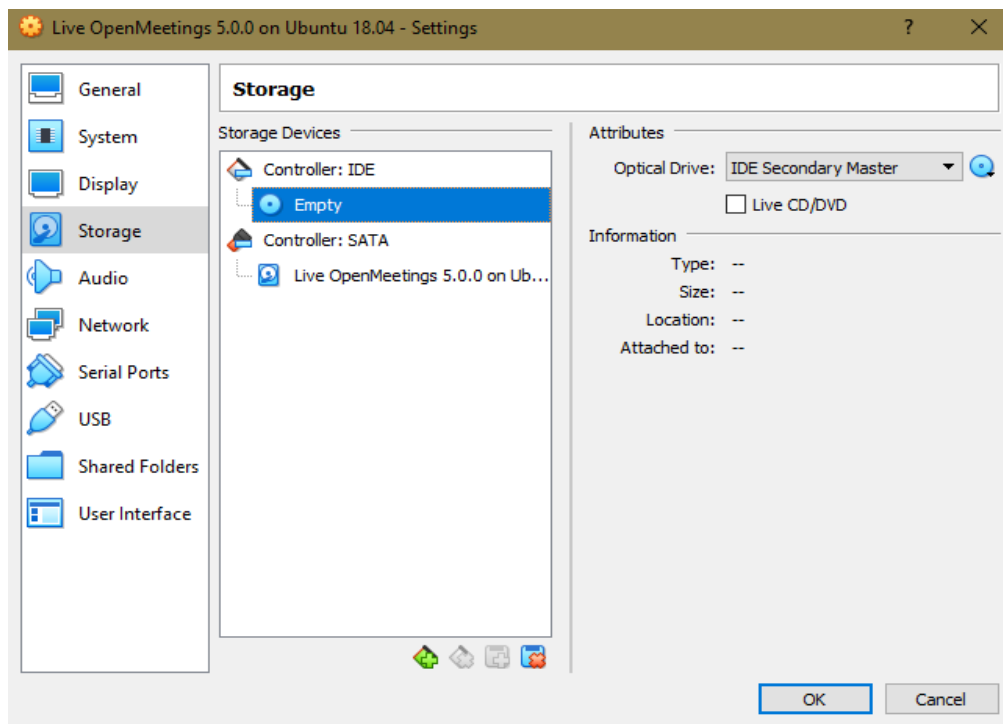 Live OpenMeetings 5.0.0 on Ubuntu 18.04 - Settings
?
General
System
Display
Storage
Audio
Network
Serial Ports
USB
Shared Folders
User Interface
Storage
Storage Devices
Controller: IDE
Empty
Controller: SATA
Live OpenMeetings 5.0.0 on Ub...
Attributes
Optical Drive: IDE Secondary Master
Live CD/DVD
Information
Type: --
Size: --
Location: --
Attached to: --
OK Cancel